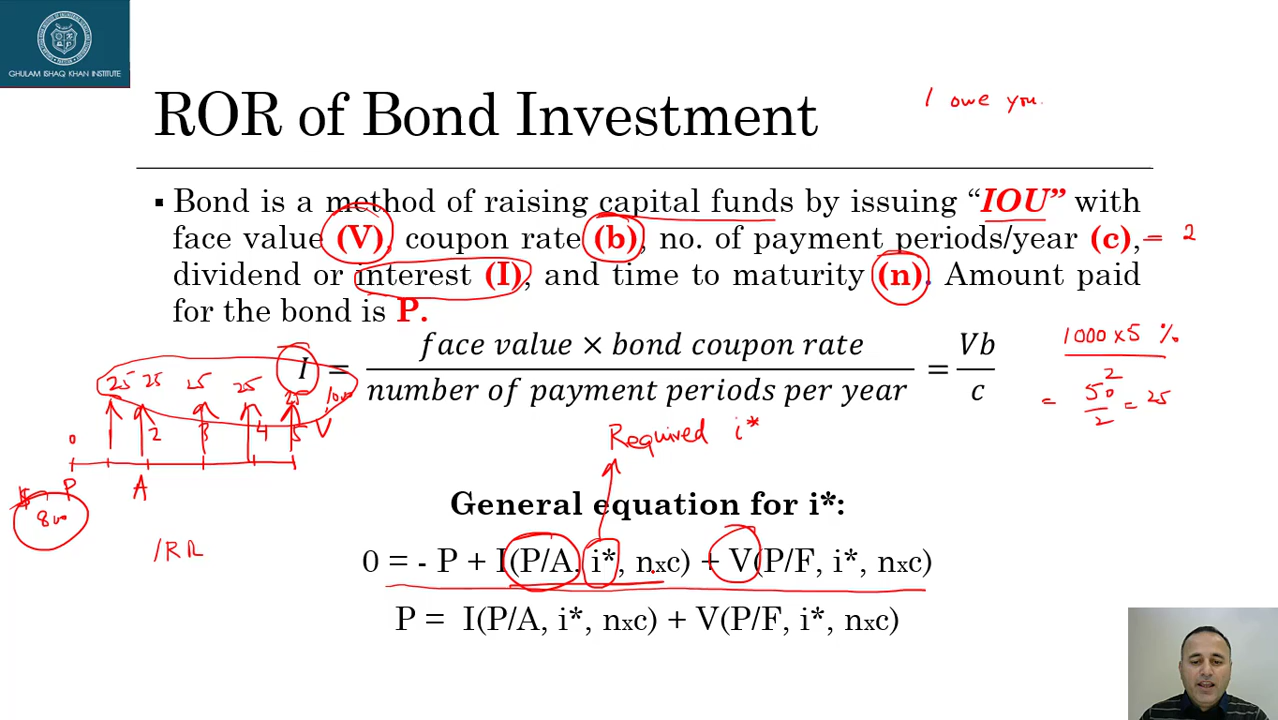 GHULAM ISHAQ KHAN INSTITUTE
I owe you.
ROR of Bond Investment
▪ Bond is a method of raising capital funds by issuing “IOU” with
face value (V), coupon rate (b), no. of payment periods/year (c), = 2
dividend or interest (I), and time to maturity (n). Amount paid
for the bond is P.
I = face value × bond coupon rate / number of payment periods per year = Vb / c
1000 x 5 %
2
= 50/2 = 25
25 25 25 25 25 1000
0 1 2 3 4 5 V
P A
800
IRR
Required i*
General equation for i*:
0 = - P + I(P/A, i*, nxc) + V(P/F, i*, nxc)
P = I(P/A, i*, nxc) + V(P/F, i*, nxc)